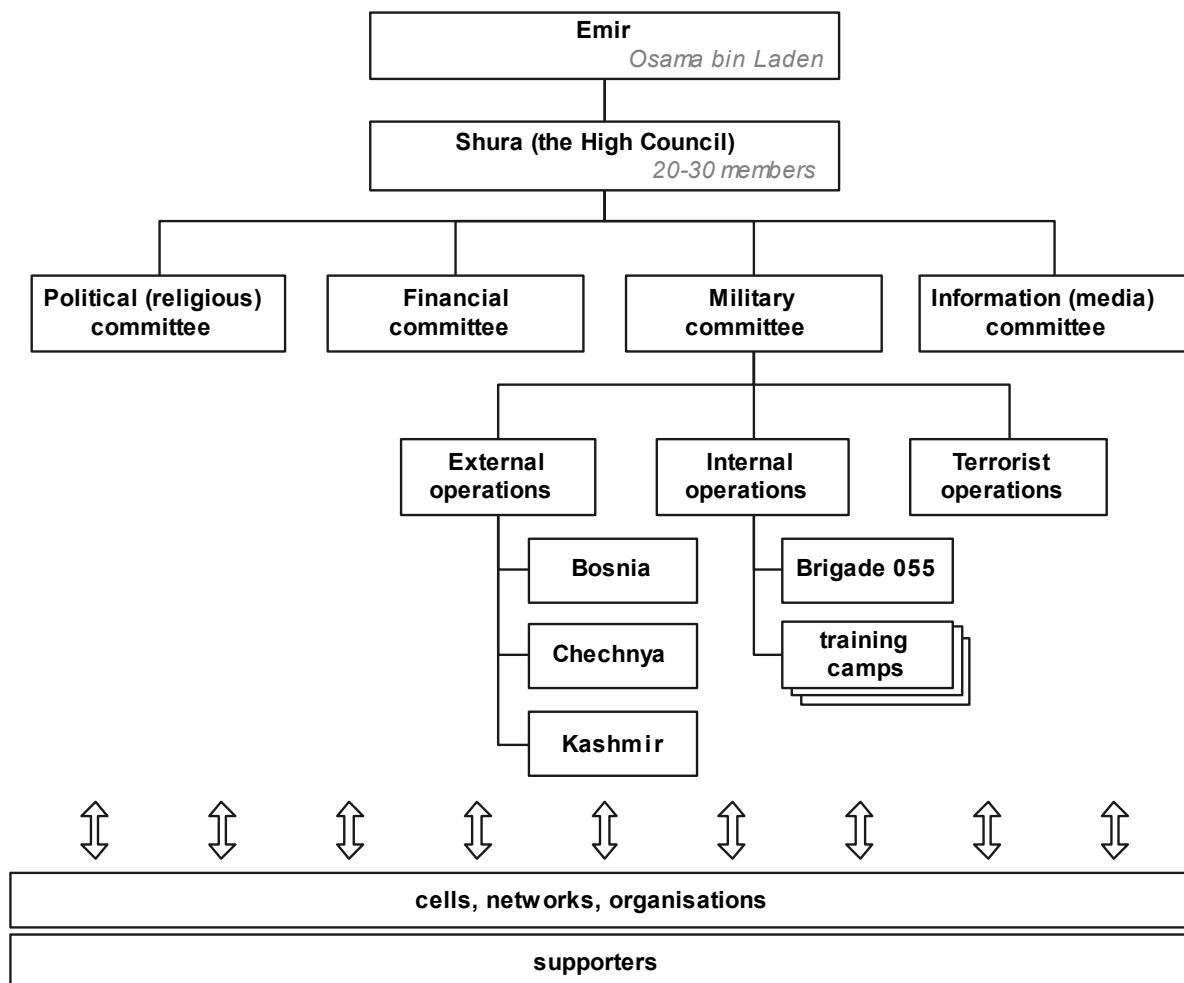 Emir
Osama bin Laden
Shura (the High Council)
20-30 members
Political (religious)
committee
Financial
committee
Military
committee
Information (media)
committee
External
operations
Internal
operations
Terrorist
operations
Bosnia
Brigade 055
Chechnya
training
camps
Kashmir
cells, networks, organisations
supporters